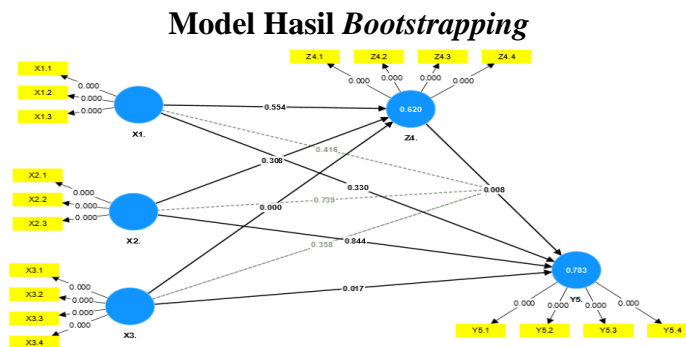 Model Hasil Bootstrapping
Z4.1 Z4.2 Z4.3 Z4.4
0.000 0.000 0.000 0.000
X1.1
X1.2
X1.3
0.000
0.000
0.000
X1.
0.554
0.620
Z4.
0.416
0.308
0.330
0.008
X2.1
X2.2
X2.3
0.000
0.000
0.000
X2.
0.739
0.000
0.358
0.844
X3.1
X3.2
X3.3
X3.4
0.000
0.000
0.000
0.000
X3.
0.017
0.783
Y5.
0.000 0.000 0.000 0.000
Y5.1 Y5.2 Y5.3 Y5.4